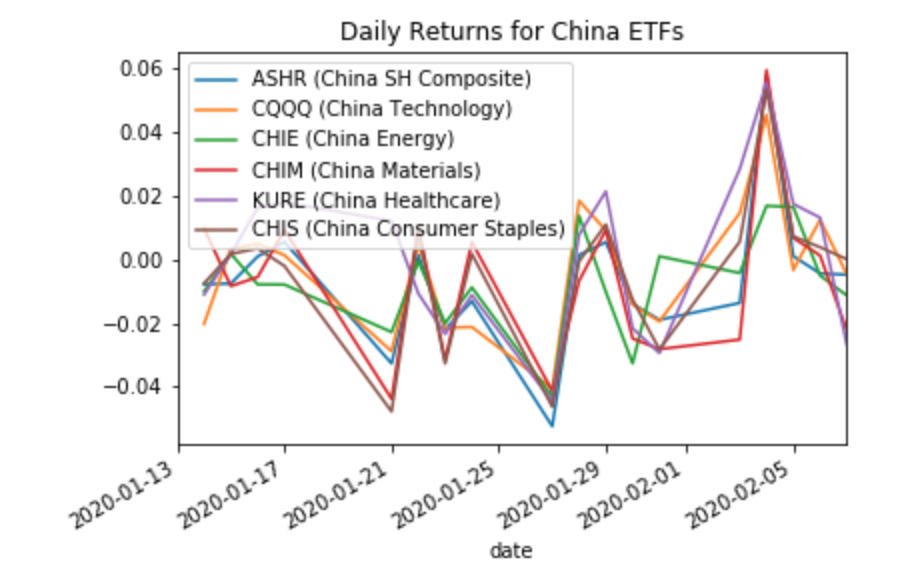 Daily Returns for China ETFs
0.06
0.04
0.02
0.00
−0.02
−0.04
ASHR (China SH Composite)
CQQQ (China Technology)
CHIE (China Energy)
CHIM (China Materials)
KURE (China Healthcare)
CHIS (China Consumer Staples)
2020-01-13
2020-01-17
2020-01-21
2020-01-25
2020-01-29
2020-02-01
2020-02-05
date